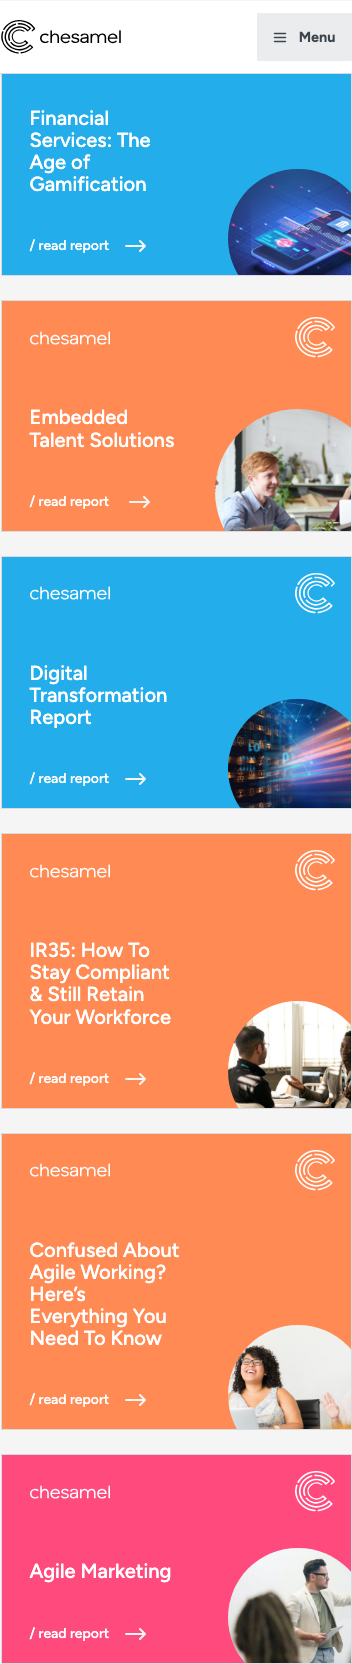 chesamel
Menu
Financial
Services: The
Age of
Gamification
/ read report
chesamel
Embedded
Talent Solutions
/ read report
chesamel
Digital
Transformation
Report
/ read report
chesamel
IR35: How To
Stay Compliant
& Still Retain
Your Workforce
/ read report
chesamel
Confused About
Agile Working?
Here's
Everything You
Need To Know
/ read report
chesamel
Agile Marketing
/ read report